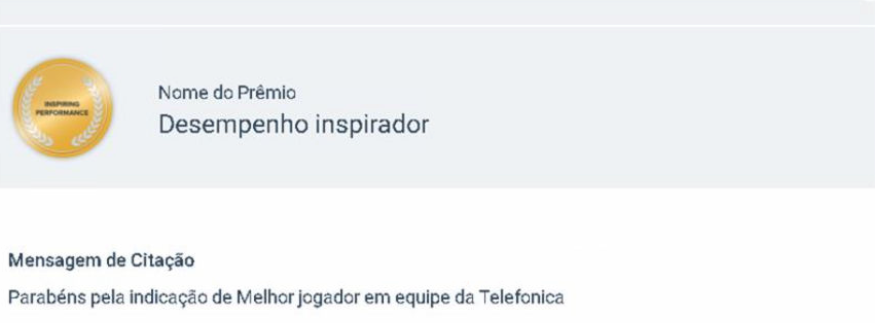 INSPIRING
PERFORMANCE
Nome do Prêmio
Desempenho inspirador
Mensagem de Citação
Parabéns pela indicação de Melhor jogador em equipe da Telefonica